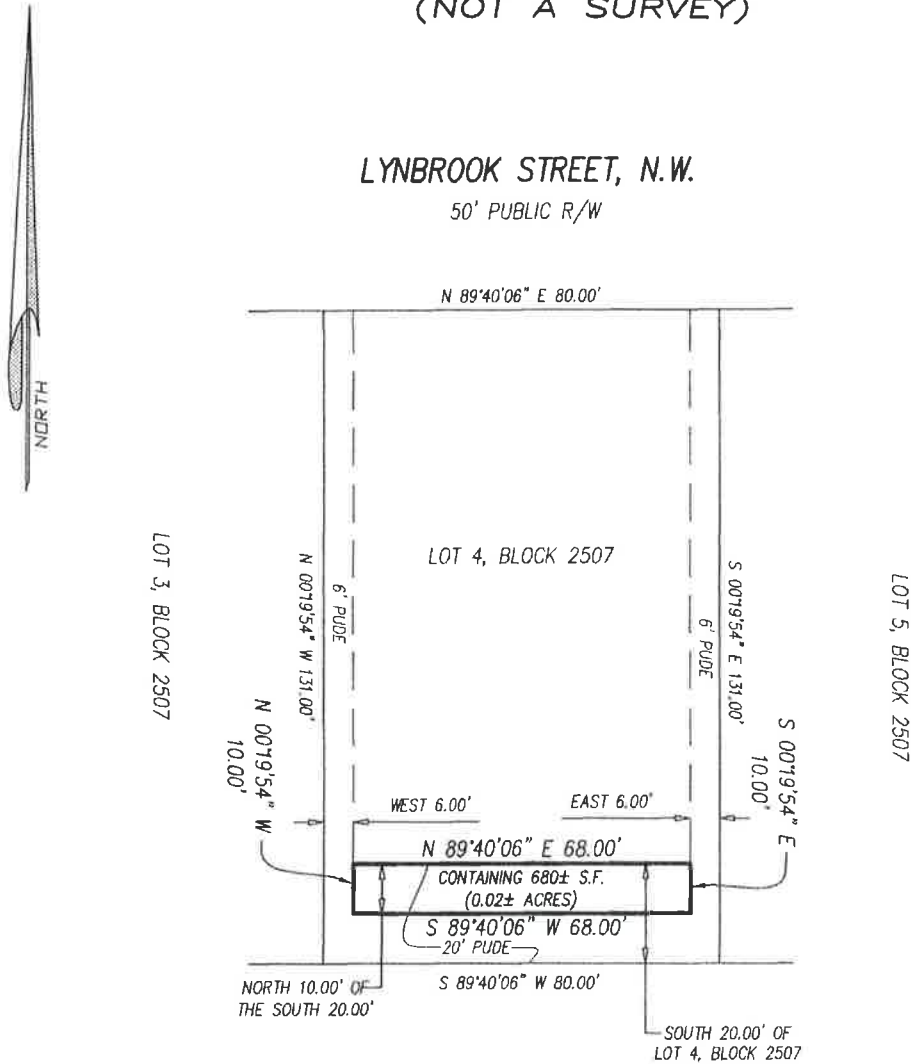 (NOT A SURVEY)
NORTH
LYNBROOK STREET, N.W.
50' PUBLIC R/W
N 89°40'06" E 80.00'
LOT 3, BLOCK 2507
N 00°19'54" W 131.00'
6' PUDE
LOT 4, BLOCK 2507
6' PUDE
S 00°19'54" E 131.00'
LOT 5, BLOCK 2507
N 00°19'54" W
10.00'
S 00°19'54" E
10.00'
WEST 6.00'
EAST 6.00'
N 89°40'06" E 68.00'
CONTAINING 680± S.F.
(0.02± ACRES)
S 89°40'06" W 68.00'
20' PUDE
S 89°40'06" W 80.00'
NORTH 10.00' OF
THE SOUTH 20.00'
SOUTH 20.00' OF
LOT 4, BLOCK 2507